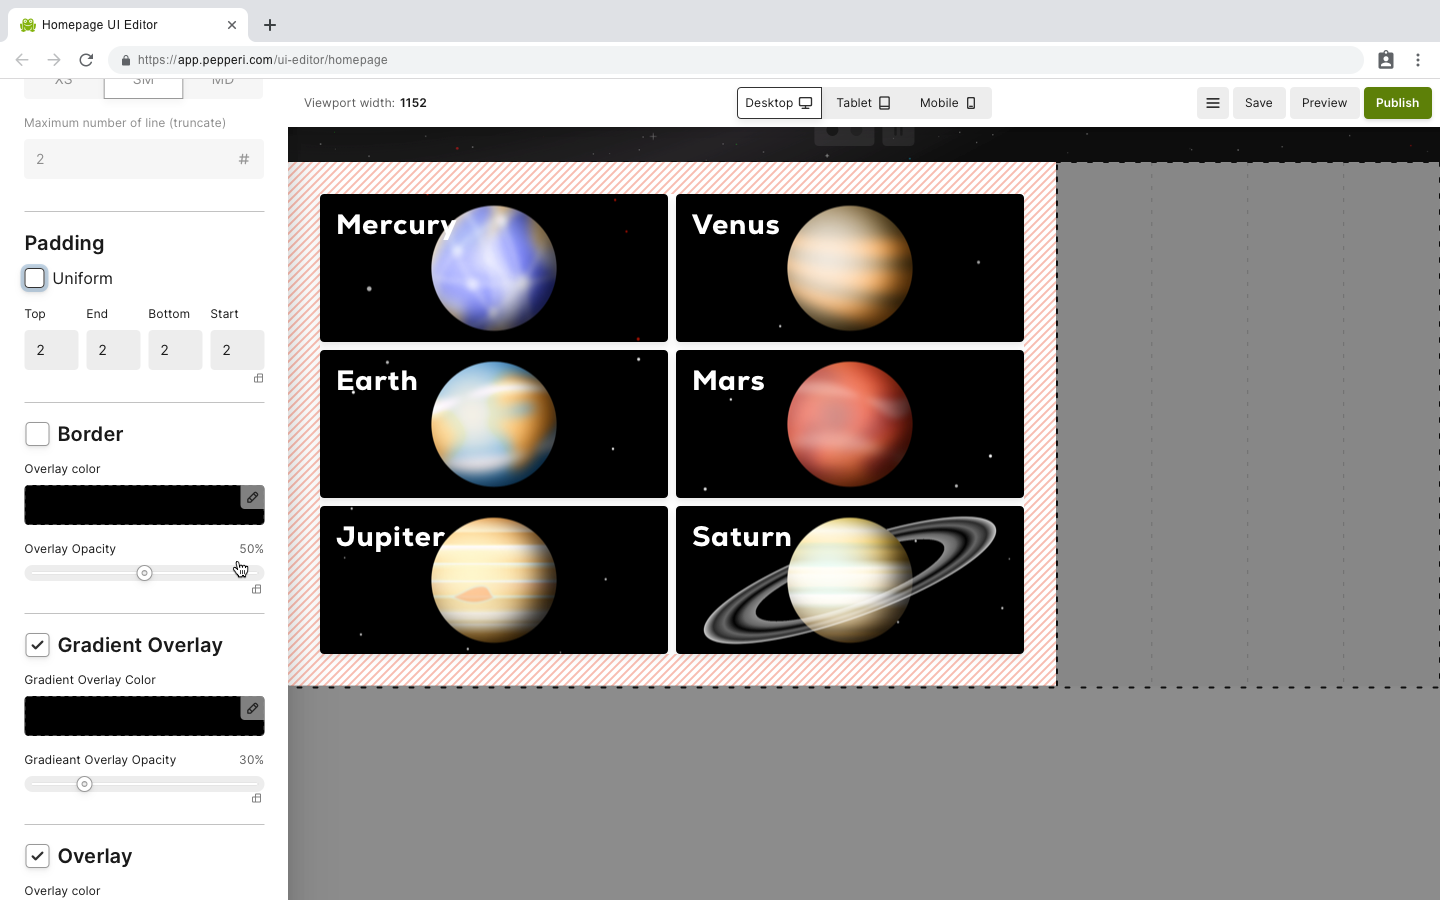 Homepage UI Editor
https://app.pepperi.com/ui-editor/homepage
XS SM MD
Viewport width: 1152
Desktop Tablet Mobile
Save Preview Publish
Maximum number of line (truncate)
2 #
Padding
Uniform
Top End Bottom Start
2 2 2 2
Border
Overlay color
Overlay Opacity 50%
Gradient Overlay
Gradient Overlay Color
Gradieant Overlay Opacity 30%
Overlay
Overlay color
Mercury
Venus
Earth
Mars
Jupiter
Saturn